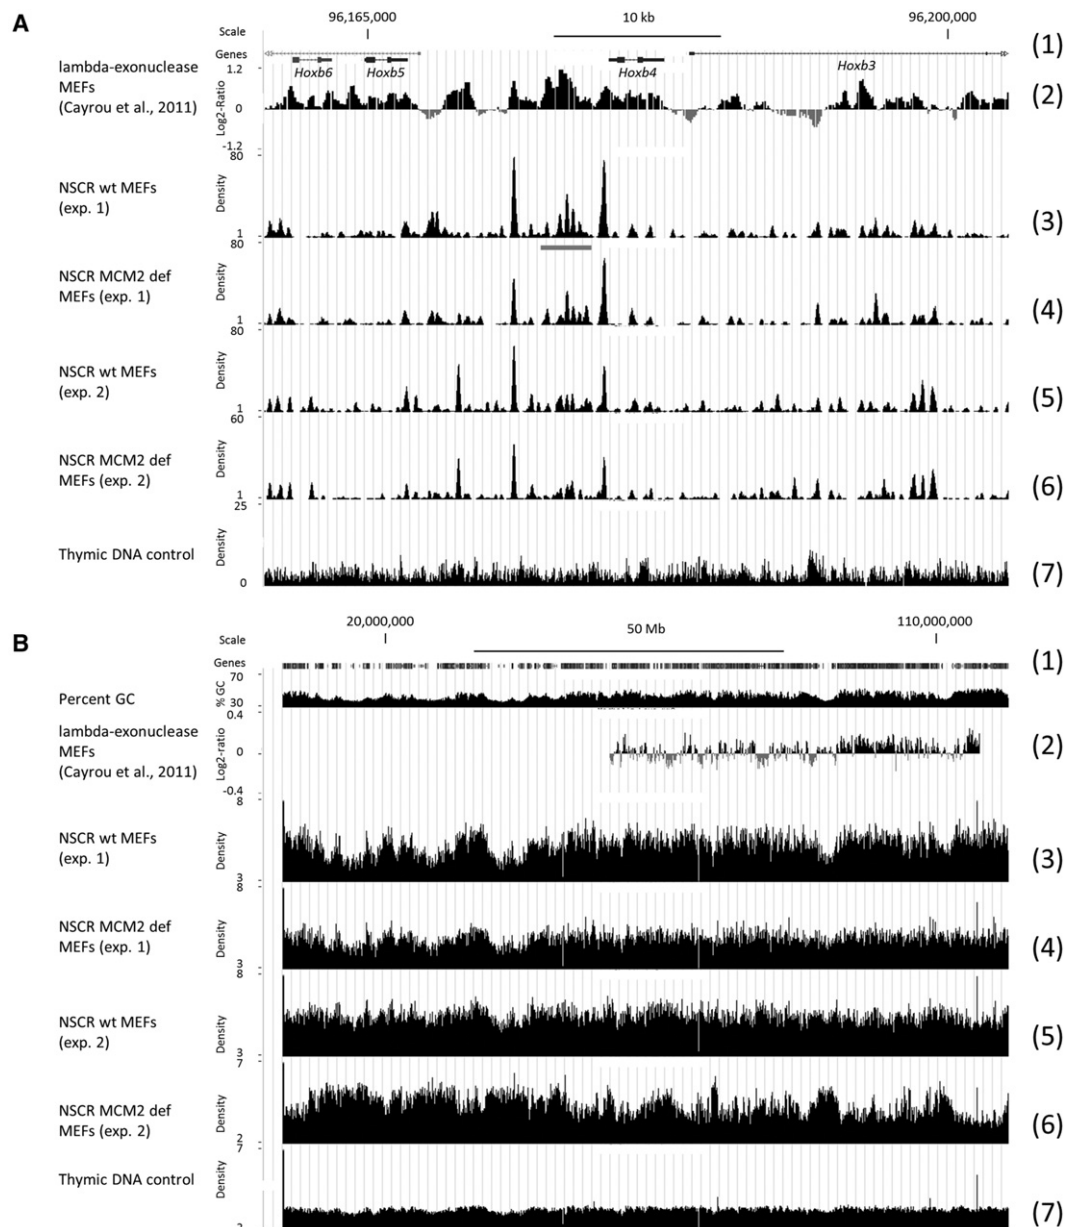 A
96,165,000 10 kb 96,200,000
Scale
(1)
Genes
Hoxb6 Hoxb5 Hoxb4 Hoxb3
lambda-exonuclease
MEFs
(Cayrou et al., 2011)
1.2
0
-1.2
Log2-Ratio
(2)
NSCR wt MEFs
(exp. 1)
80
1
Density
(3)
NSCR MCM2 def
MEFs (exp. 1)
80
1
Density
(4)
NSCR wt MEFs
(exp. 2)
80
1
Density
(5)
NSCR MCM2 def
MEFs (exp. 2)
60
1
Density
(6)
Thymic DNA control
25
0
Density
(7)
B
20,000,000 50 Mb 110,000,000
Scale
(1)
Genes
Percent GC
70
30
% GC
lambda-exonuclease
MEFs
(Cayrou et al., 2011)
0.4
0
-0.4
Log2-ratio
(2)
NSCR wt MEFs
(exp. 1)
8
3
Density
(3)
NSCR MCM2 def
MEFs (exp. 1)
8
3
Density
(4)
NSCR wt MEFs
(exp. 2)
8
3
Density
(5)
NSCR MCM2 def
MEFs (exp. 2)
7
2
Density
(6)
Thymic DNA control
7
Density
(7)